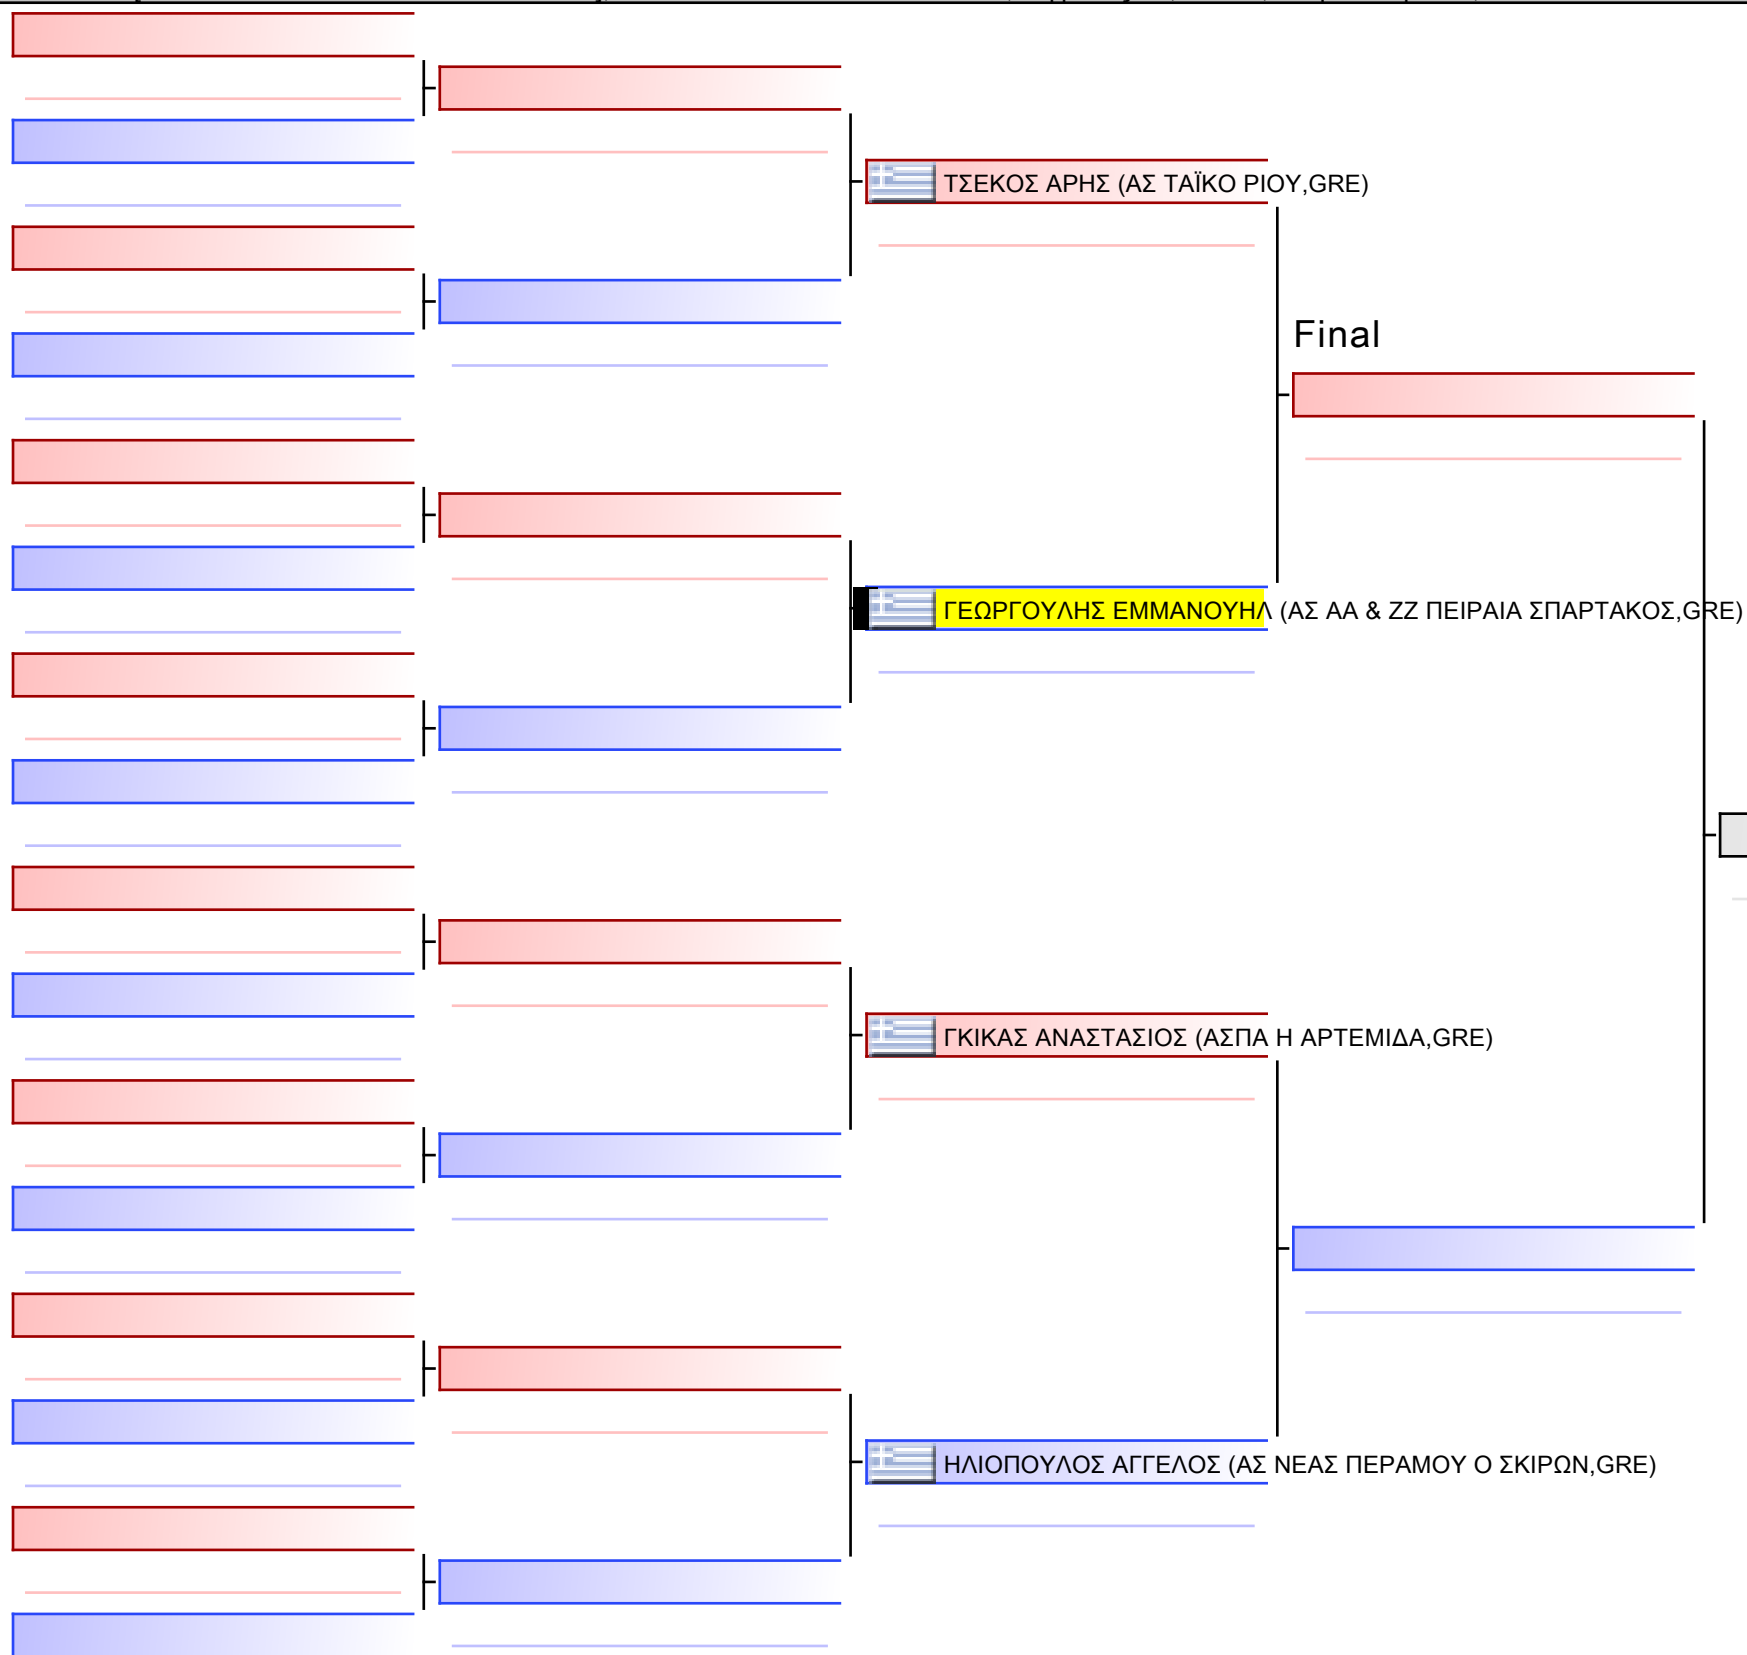 ΤΣΕΚΟΣ ΑΡΗΣ (ΑΣ ΤΑΪΚΟ ΡΙΟΥ,GRE)
Final
ΓΕΩΡΓΟΥΛΗΣ ΕΜΜΑΝΟΥΗΛ (ΑΣ ΑΑ & ΖΖ ΠΕΙΡΑΙΑ ΣΠΑΡΤΑΚΟΣ,GRE)
ΓΚΙΚΑΣ ΑΝΑΣΤΑΣΙΟΣ (ΑΣΠΑ Η ΑΡΤΕΜΙΔΑ,GRE)
ΗΛΙΟΠΟΥΛΟΣ ΑΓΓΕΛΟΣ (ΑΣ ΝΕΑΣ ΠΕΡΑΜΟΥ Ο ΣΚΙΡΩΝ,GRE)